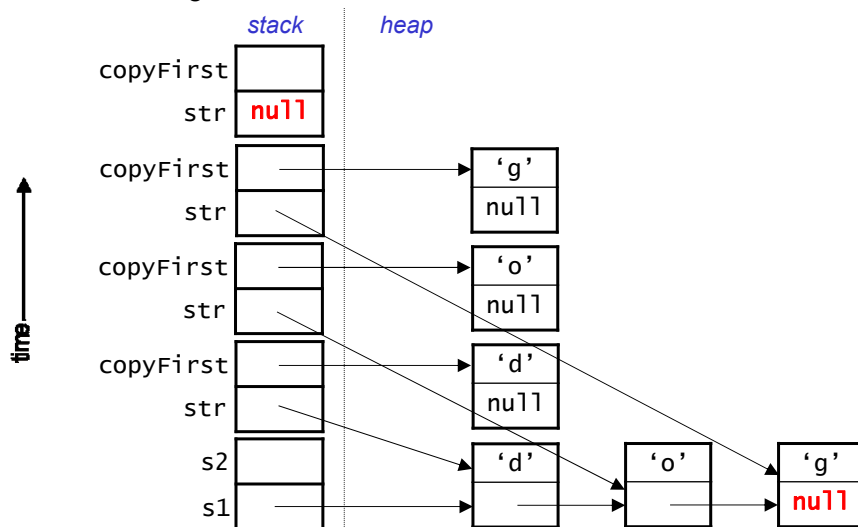 stack heap
copyFirst
str null
copyFirst ‘g’
str null
copyFirst ‘o’
str null
time
copyFirst ‘d’
str null
s2 ‘d’ ‘o’ ‘g’
s1 null